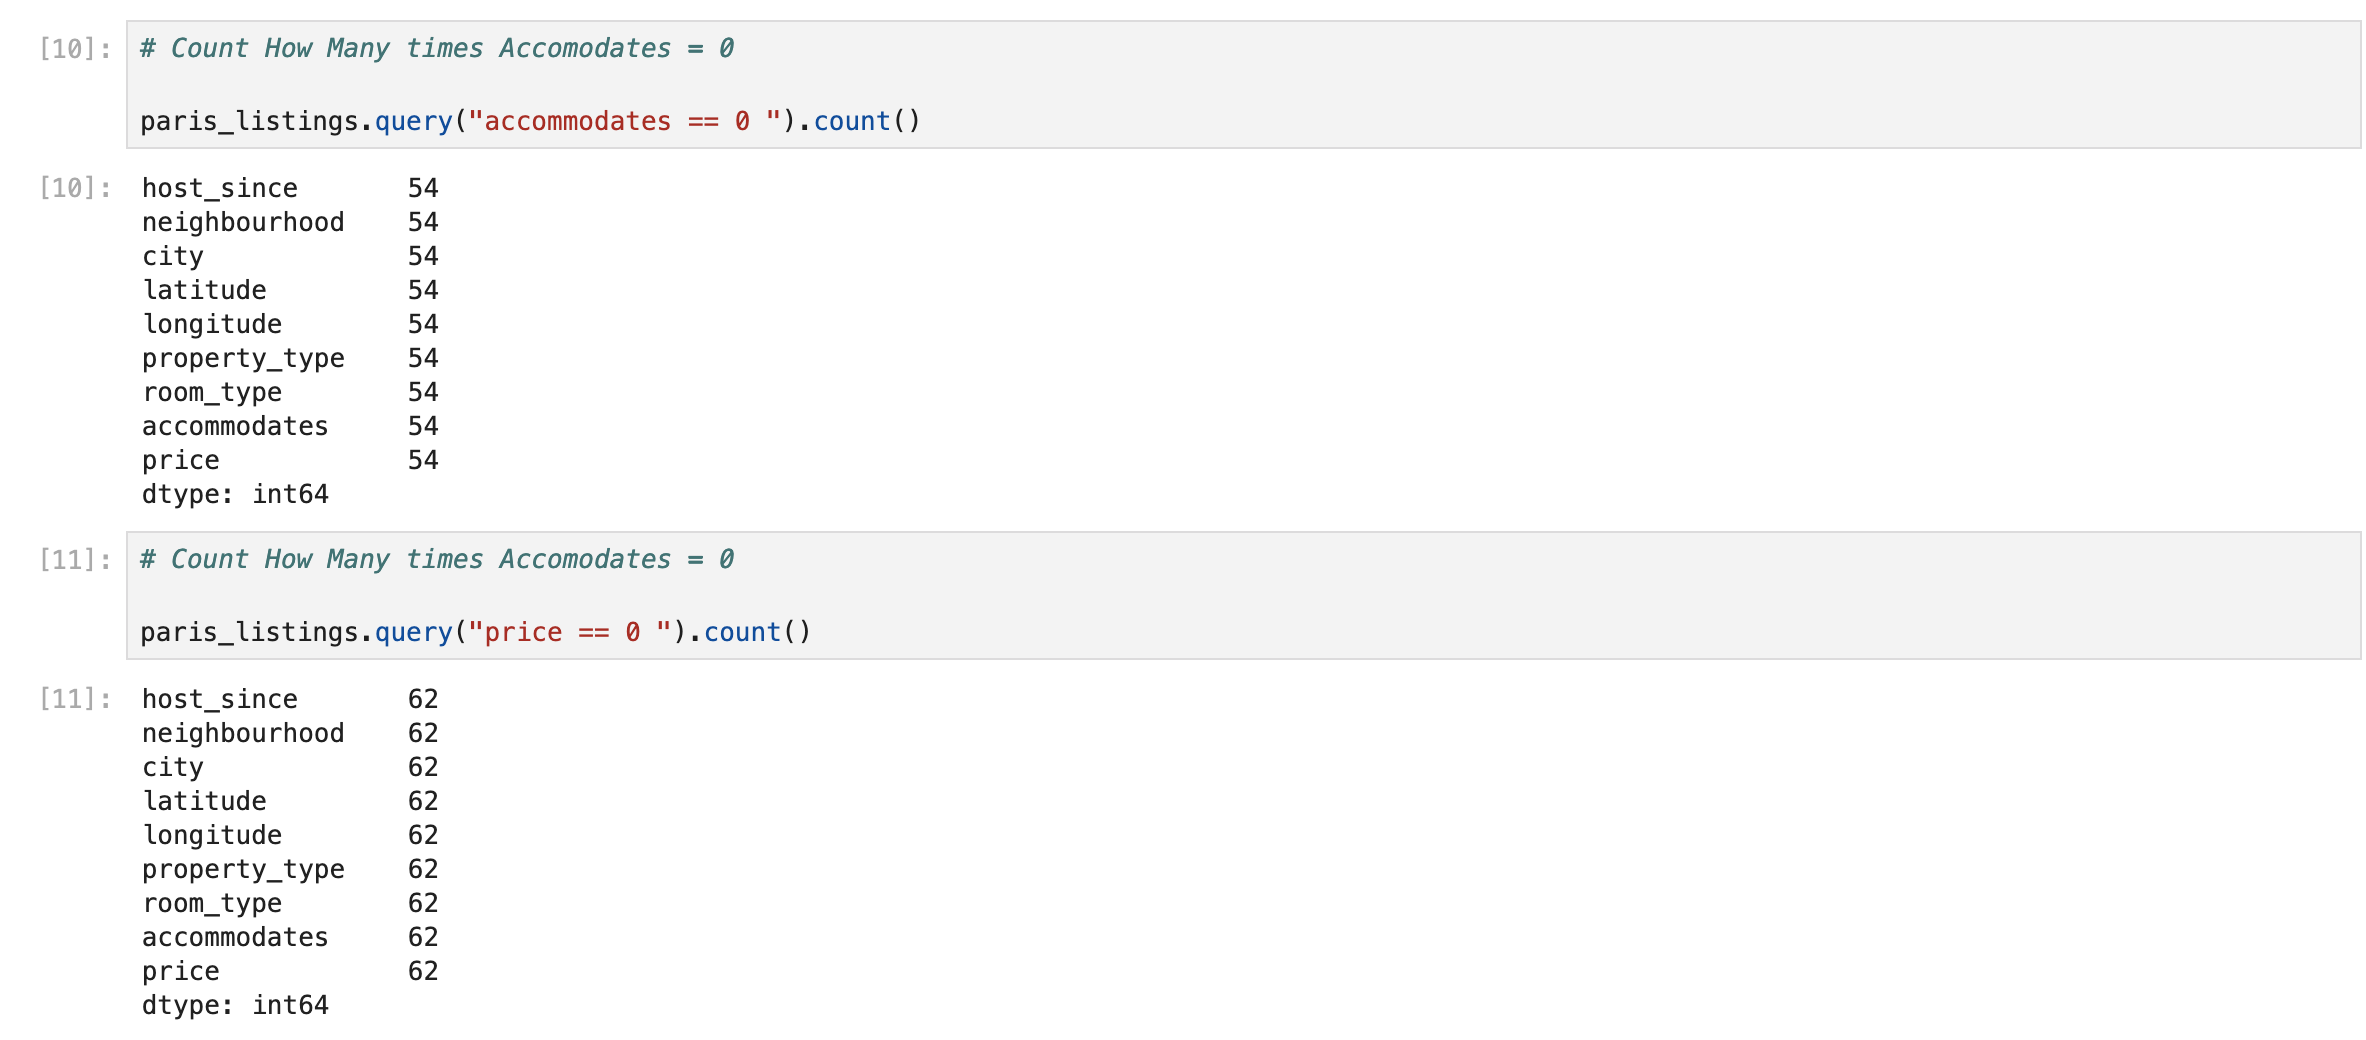 [10]: # Count How Many times Accomodates = 0
paris_listings.query("accommodates == 0 ").count()
[10]: host_since 54
neighbourhood 54
city 54
latitude 54
longitude 54
property_type 54
room_type 54
accommodates 54
price 54
dtype: int64
[11]: # Count How Many times Accomodates = 0
paris_listings.query("price == 0 ").count()
[11]: host_since 62
neighbourhood 62
city 62
latitude 62
longitude 62
property_type 62
room_type 62
accommodates 62
price 62
dtype: int64